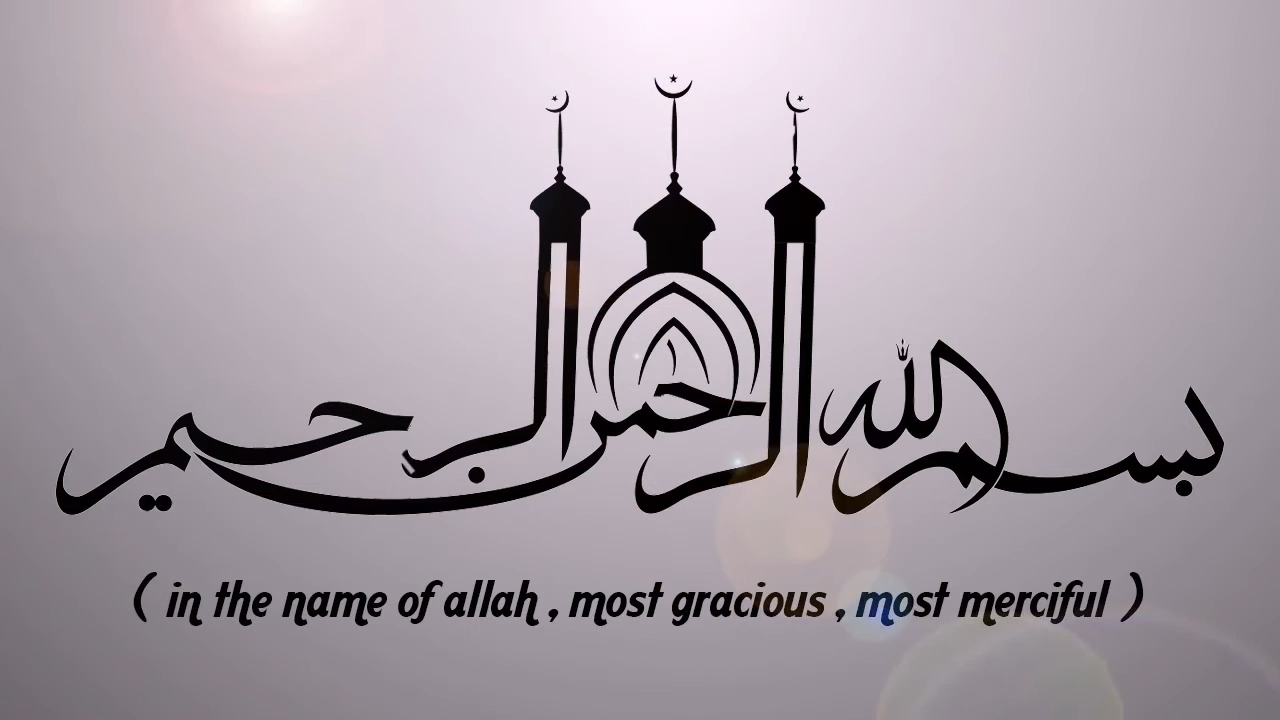 بسم الله الرحمن الرحيم
( in the name of allah , most gracious , most merciful )